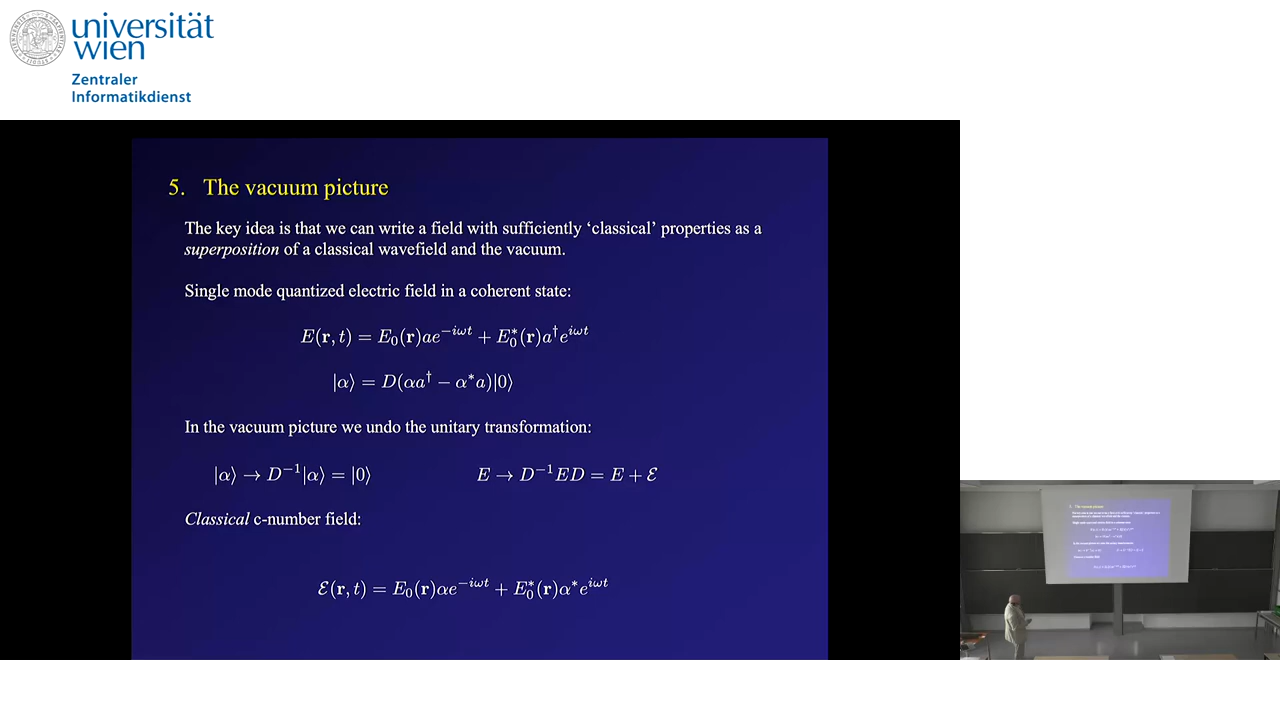 universität
wien
Zentraler
Informatikdienst
5. The vacuum picture
The key idea is that we can write a field with sufficiently ‘classical’ properties as a
superposition of a classical wavefield and the vacuum.
Single mode quantized electric field in a coherent state:
E(r, t) = E₀(r)ae^{−iωt} + E₀*(r)a†e^{iωt}
|α⟩ = D(αa† − α*a)|0⟩
In the vacuum picture we undo the unitary transformation:
|α⟩ → D⁻¹|α⟩ = |0⟩ E → D⁻¹ED = E + ℰ
Classical c-number field:
ℰ(r, t) = E₀(r)αe^{−iωt} + E₀*(r)α*e^{iωt}